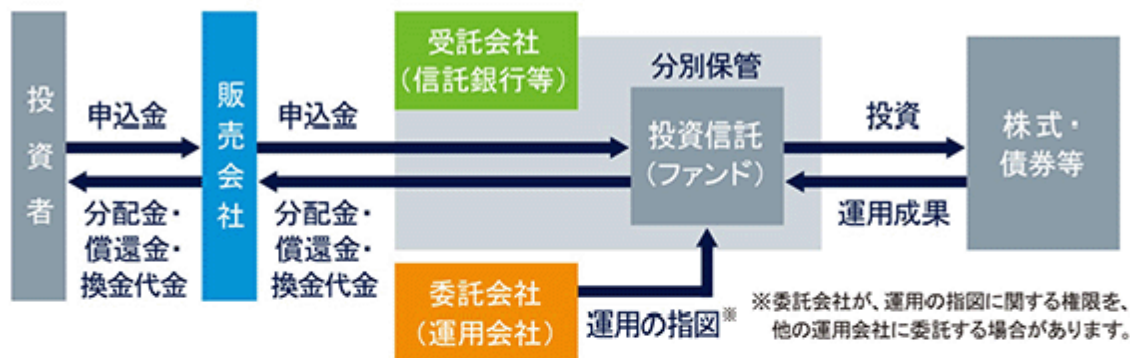 投資者
申込金
分配金・
償還金・
換金代金
販売会社
申込金
分配金・
償還金・
換金代金
受託会社
（信託銀行等）
分別保管
投資信託
（ファンド）
委託会社
（運用会社）
運用の指図※
投資
運用成果
株式・
債券等
※委託会社が、運用の指図に関する権限を、
他の運用会社に委託する場合があります。